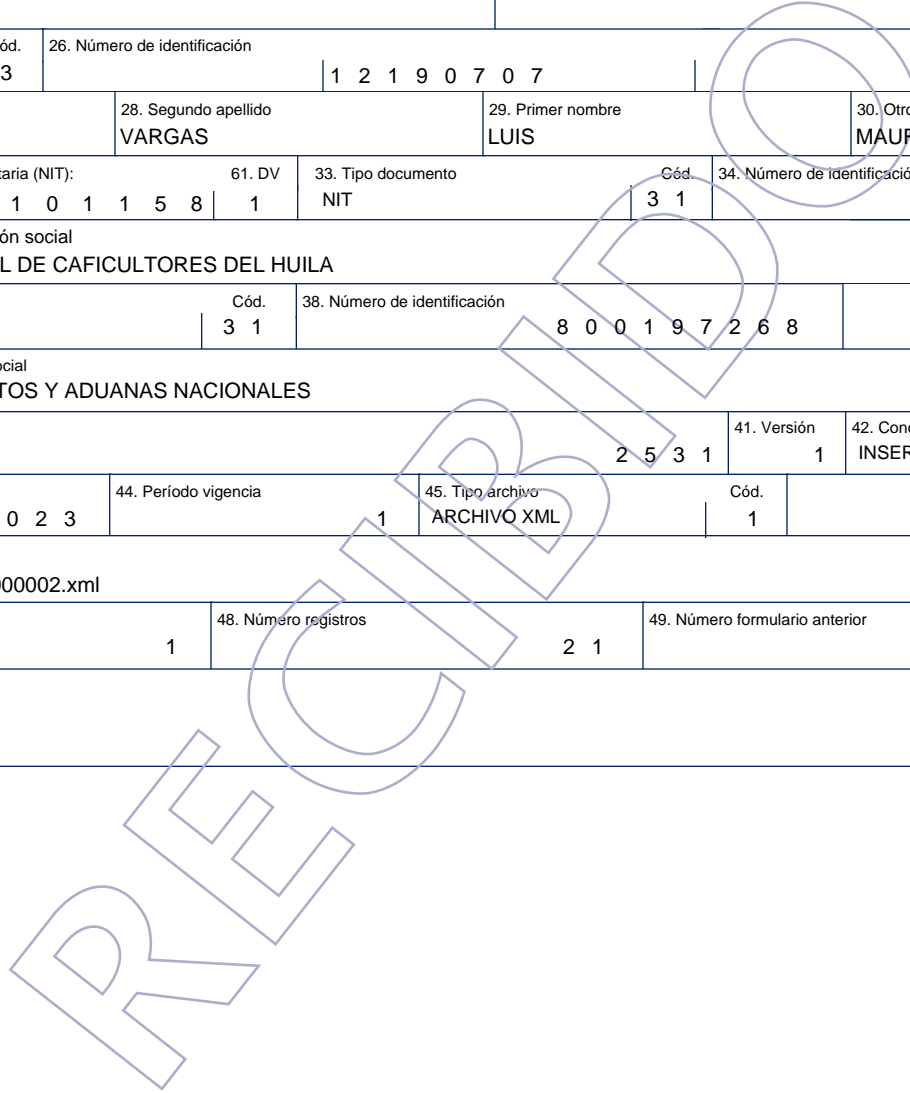 ód. 26. Número de identificación
3 1 2 1 9 0 7 0 7
28. Segundo apellido 29. Primer nombre 30. Otro
VARGAS LUIS MAUR
taria (NIT): 61. DV 33. Tipo documento Cód. 34. Número de identificació
1 0 1 1 5 8 1 NIT 3 1
ón social
L DE CAFICULTORES DEL HUILA
Cód. 38. Número de identificación
3 1 8 0 0 1 9 7 2 6 8
ocial
TOS Y ADUANAS NACIONALES
41. Versión 42. Conc
2 5 3 1 1 INSER
44. Período vigencia 45. Tipo archivo Cód.
0 2 3 1 ARCHIVO XML 1
000002.xml
48. Número registros 49. Número formulario anterior
1 2 1
RECIBIDO